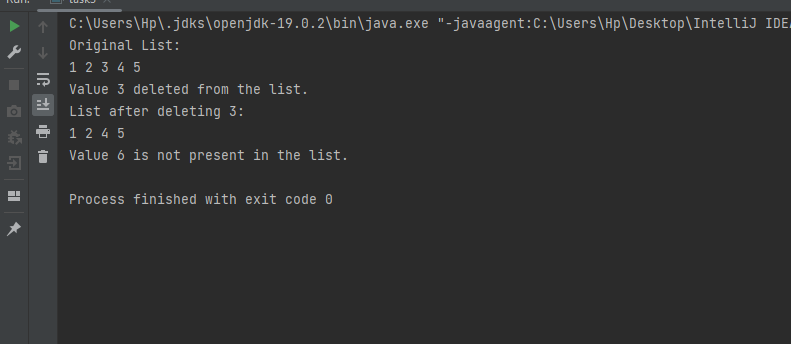 Run:
task5
C:\Users\Hp\.jdks\openjdk-19.0.2\bin\java.exe "-javaagent:C:\Users\Hp\Desktop\IntelliJ IDEA
Original List:
1 2 3 4 5
Value 3 deleted from the list.
List after deleting 3:
1 2 4 5
Value 6 is not present in the list.
Process finished with exit code 0